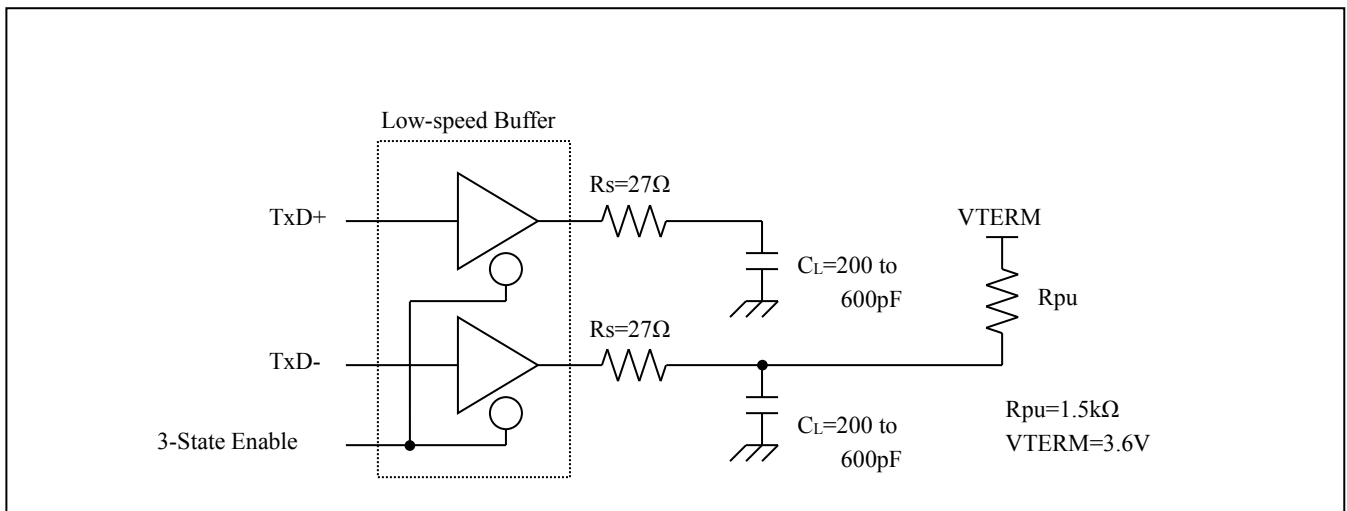 Low-speed Buffer
Rs=27Ω
TxD+
VTERM
CL=200 to
600pF
Rpu
Rs=27Ω
TxD-
CL=200 to
600pF
Rpu=1.5kΩ
VTERM=3.6V
3-State Enable